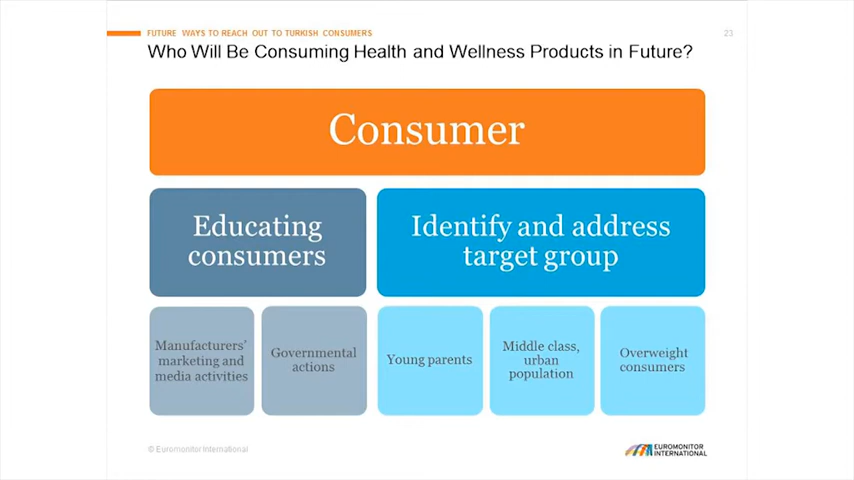 FUTURE WAYS TO REACH OUT TO TURKISH CONSUMERS
23
Who Will Be Consuming Health and Wellness Products in Future?
Consumer
Educating
consumers
Identify and address
target group
Manufacturers'
marketing and
media activities
Governmental
actions
Young parents
Middle class,
urban
population
Overweight
consumers
© Euromonitor International
EUROMONITOR
INTERNATIONAL